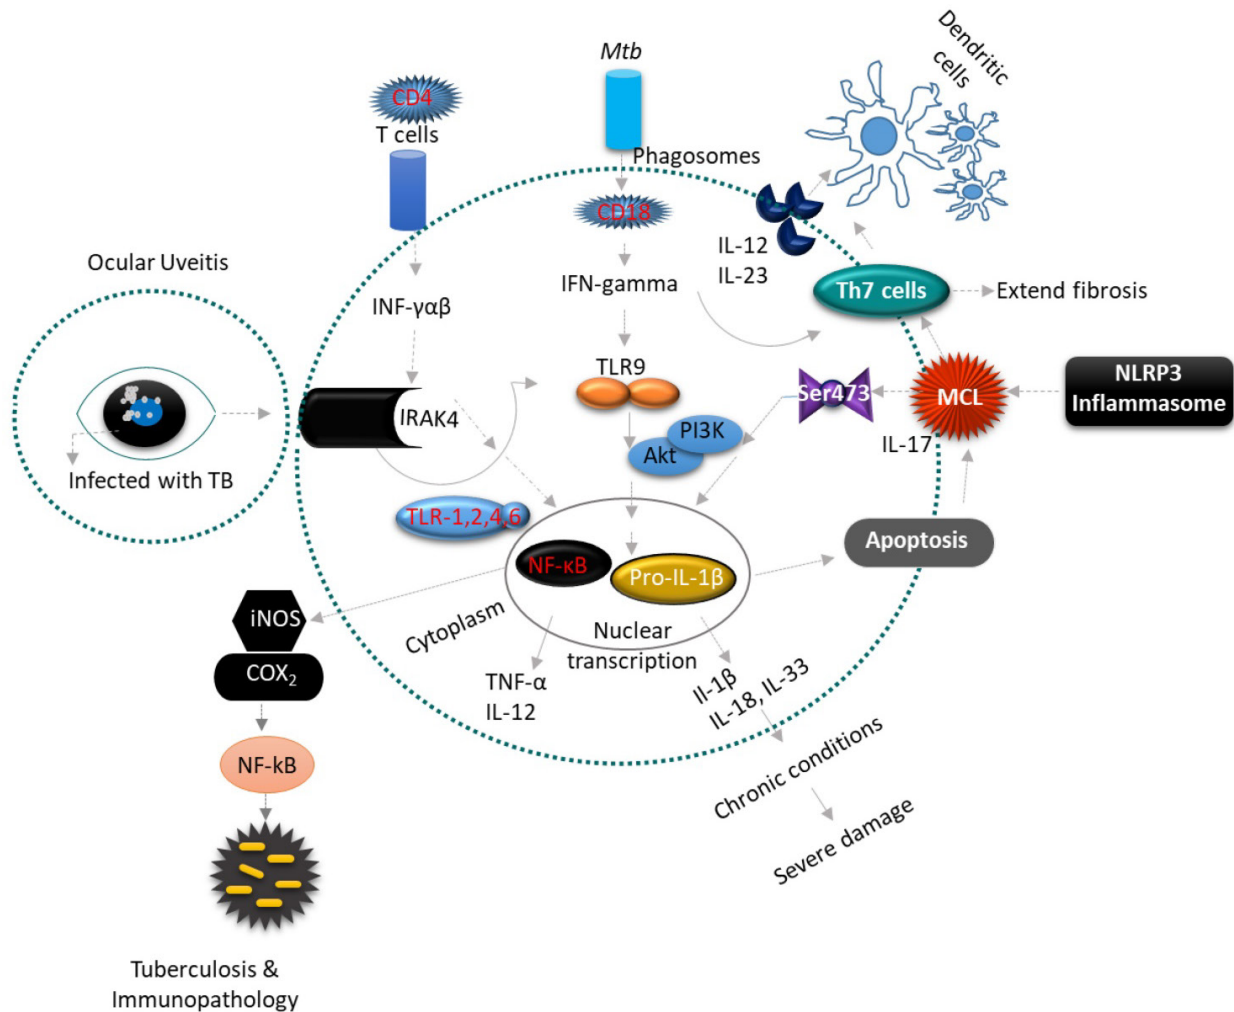 Dendritic
cells
Mtb
CD4
T cells
Phagosomes
CD18
IL-12
IL-23
Ocular Uveitis
INF-γαβ
IFN-gamma
Th7 cells
Extend fibrosis
TLR9
NLRP3
Inflammasome
Ser473
MCL
IRAK4
PI3K
Akt
IL-17
Infected with TB
TLR-1,2,4,6
Apoptosis
NF-κB
Pro-IL-1β
iNOS
Cytoplasm
Nuclear
transcription
COX₂
TNF-α
IL-12
Il-1β
IL-18, IL-33
NF-kB
Chronic conditions
Severe damage
Tuberculosis &
Immunopathology